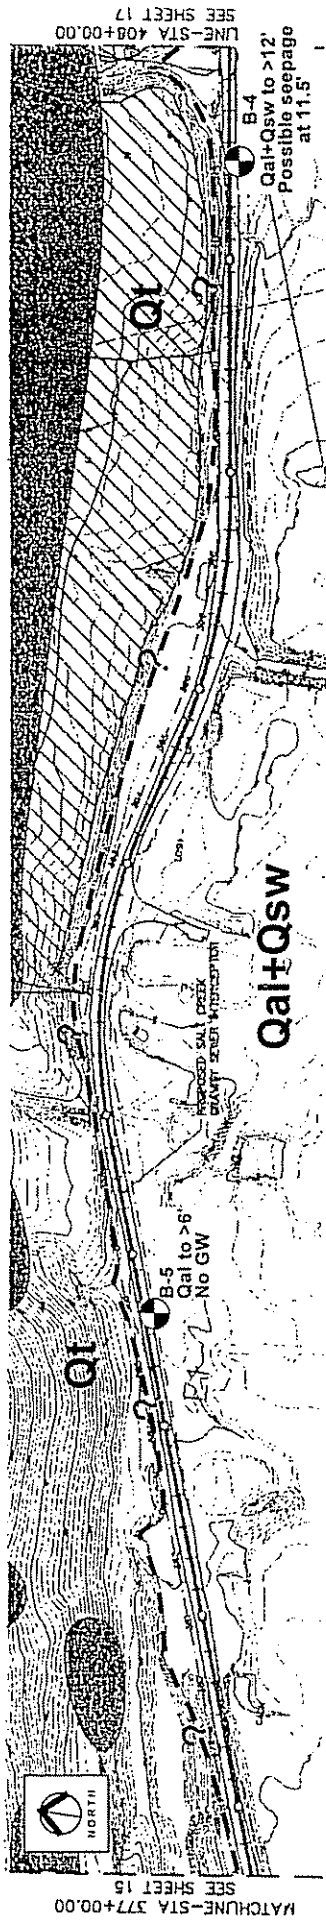 MATCHLINE-STA 377+00.00
SEE SHEET 15
NORTH
Qt
?
?
B-5
Qal to >6'
No GW
?
PROPOSED SALT CREEK
GRAVITY SEWER INTERCEPTOR
Qal+Qsw
?
Qt
?
B-4
Qal+Qsw to >12'
Possible seepage
at 11.5'
LINE-STA 408+00.00
SEE SHEET 17